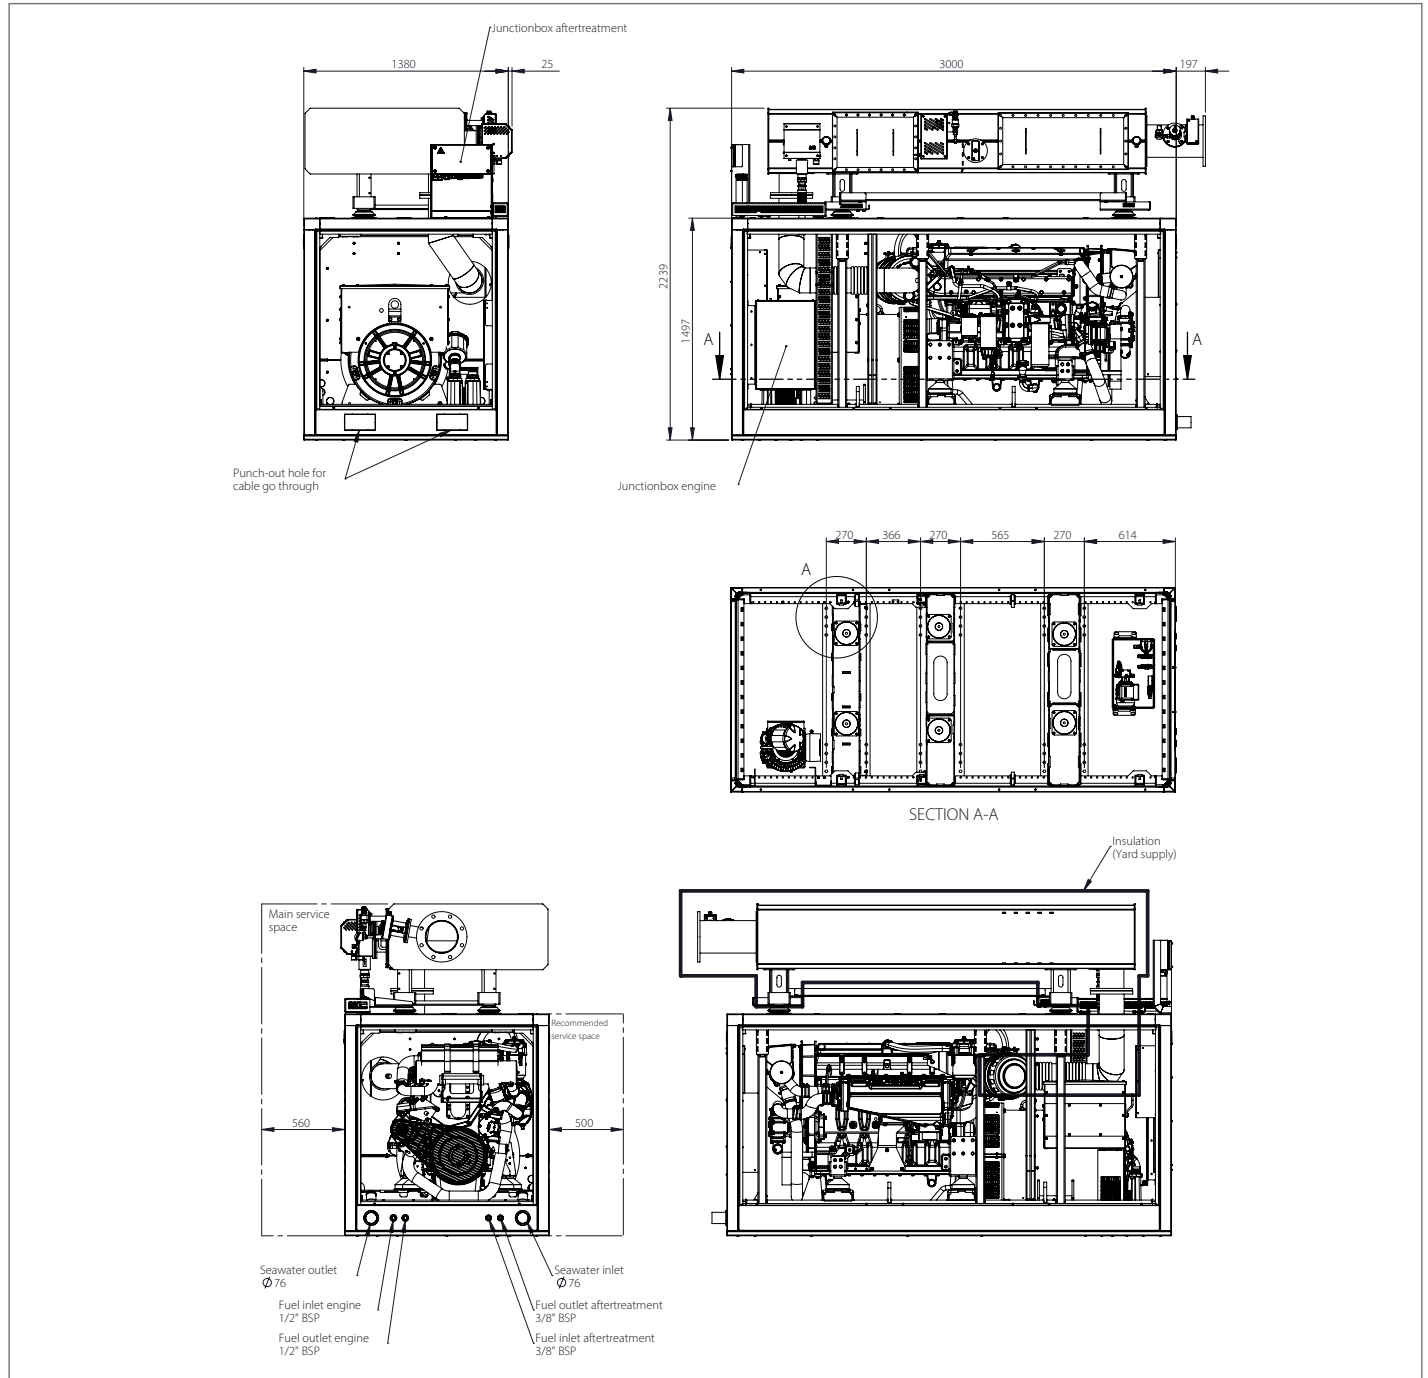 Junctionbox aftertreatment
1380
25
3000
197
2239
1497
A
A
Punch-out hole for
cable go through
Junctionbox engine
270
366
270
565
270
614
A
SECTION A-A
Insulation
(Yard supply)
Main service
space
Recommended
service space
560
500
Seawater outlet
Ø 76
Seawater inlet
Ø 76
Fuel inlet engine
1/2" BSP
Fuel outlet aftertreatment
3/8" BSP
Fuel outlet engine
1/2" BSP
Fuel inlet aftertreatment
3/8" BSP